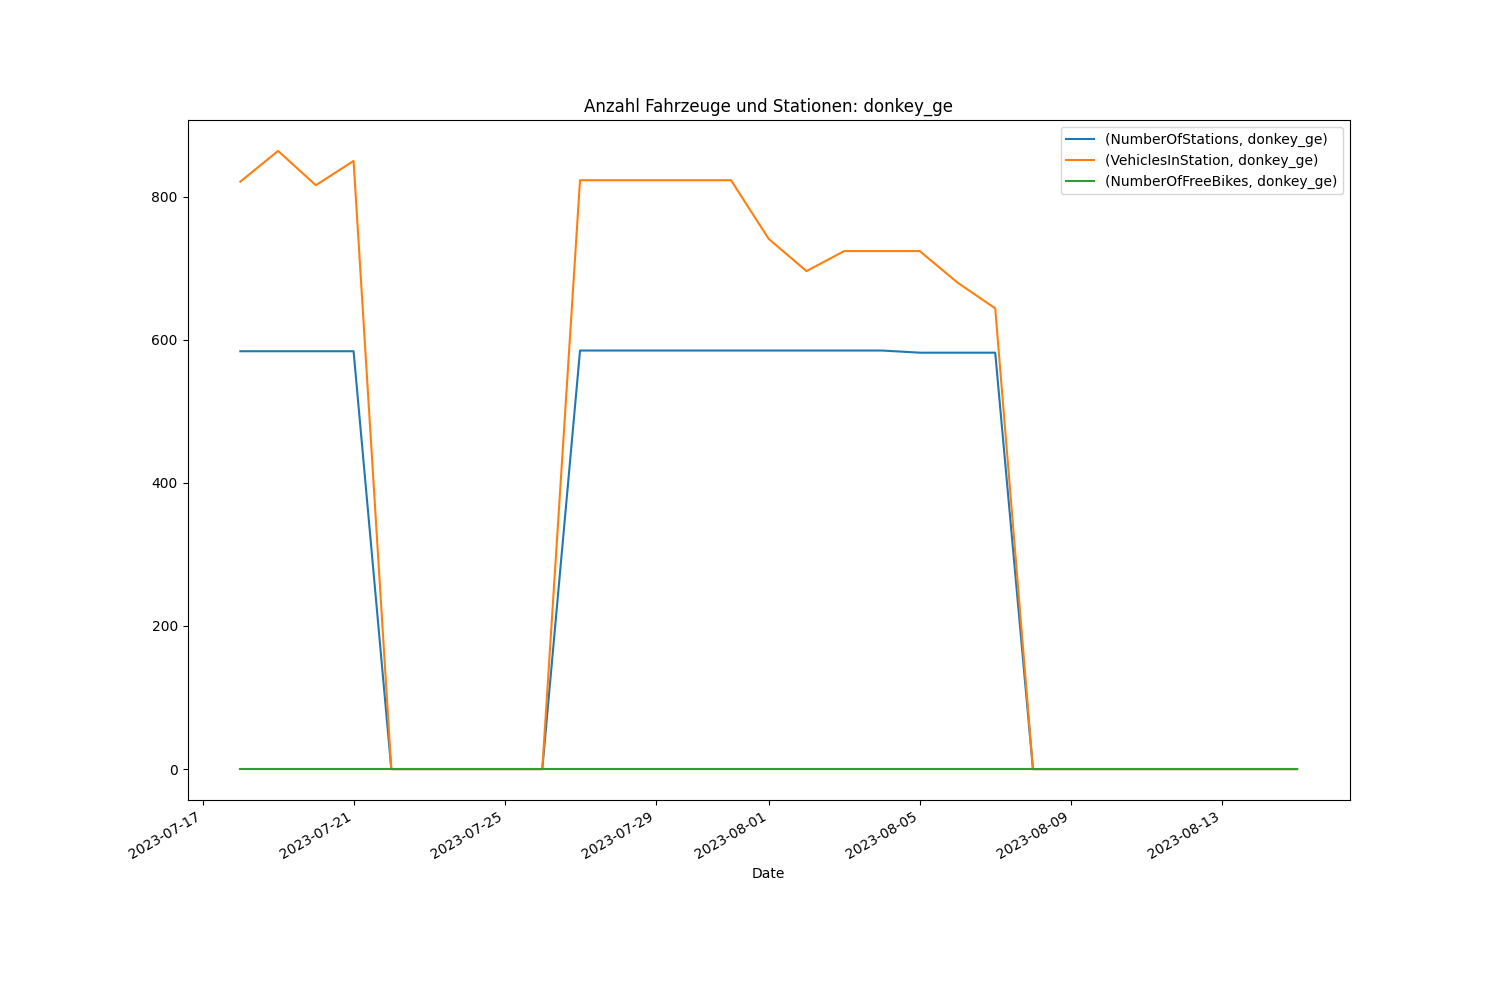 Anzahl Fahrzeuge und Stationen: donkey_ge
(NumberOfStations, donkey_ge)
(VehiclesInStation, donkey_ge)
(NumberOfFreeBikes, donkey_ge)
800
600
400
200
0
2023-07-17
2023-07-21
2023-07-25
2023-07-29
2023-08-01
2023-08-05
2023-08-09
2023-08-13
Date